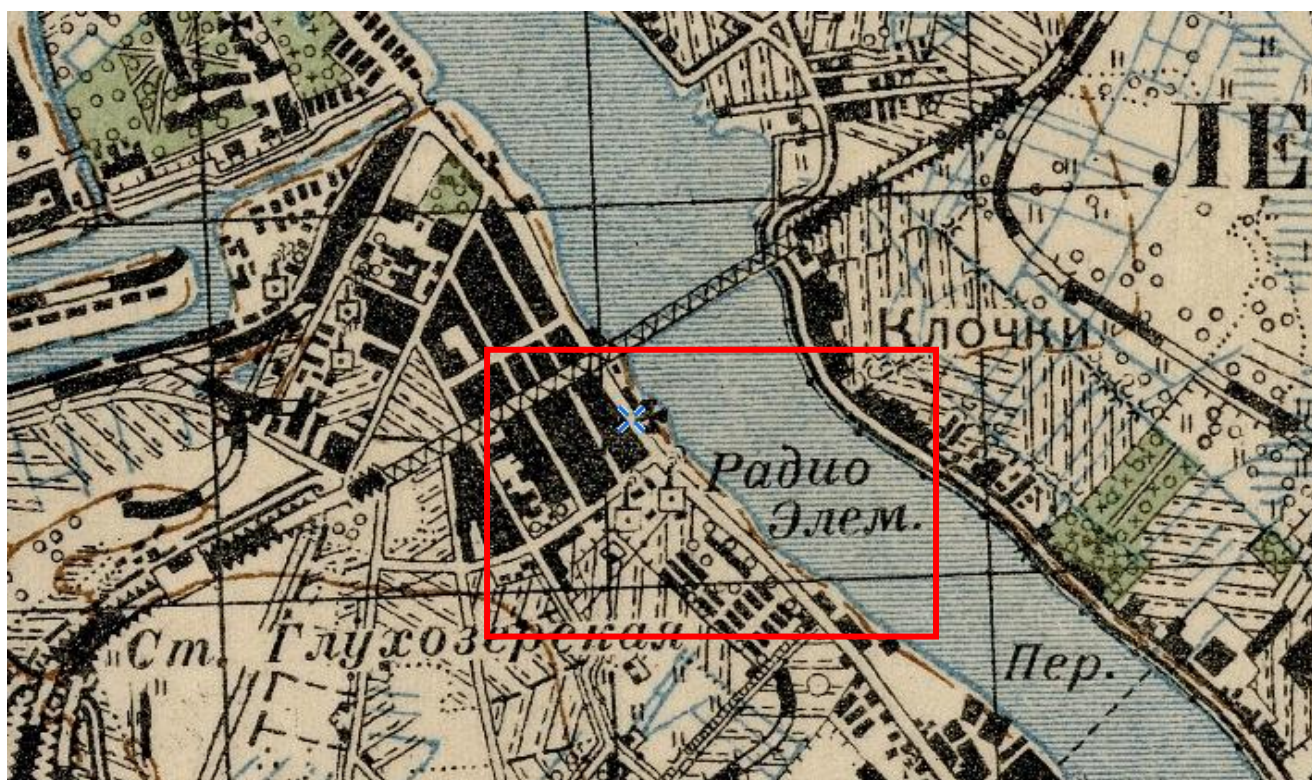 ЛЕ
Клочки
Радио
Элем.
Ст. Глухозерская
Пер.